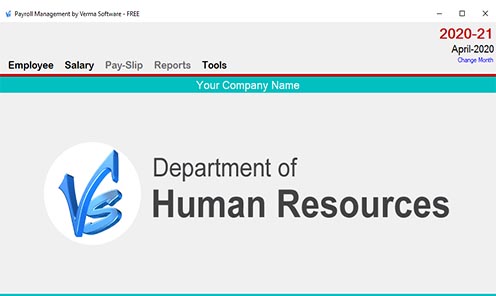 Payroll Management by Verma Software - FREE
2020-21
April-2020
Change Month
Employee Salary Pay-Slip Reports Tools
Your Company Name
VS
Department of
Human Resources